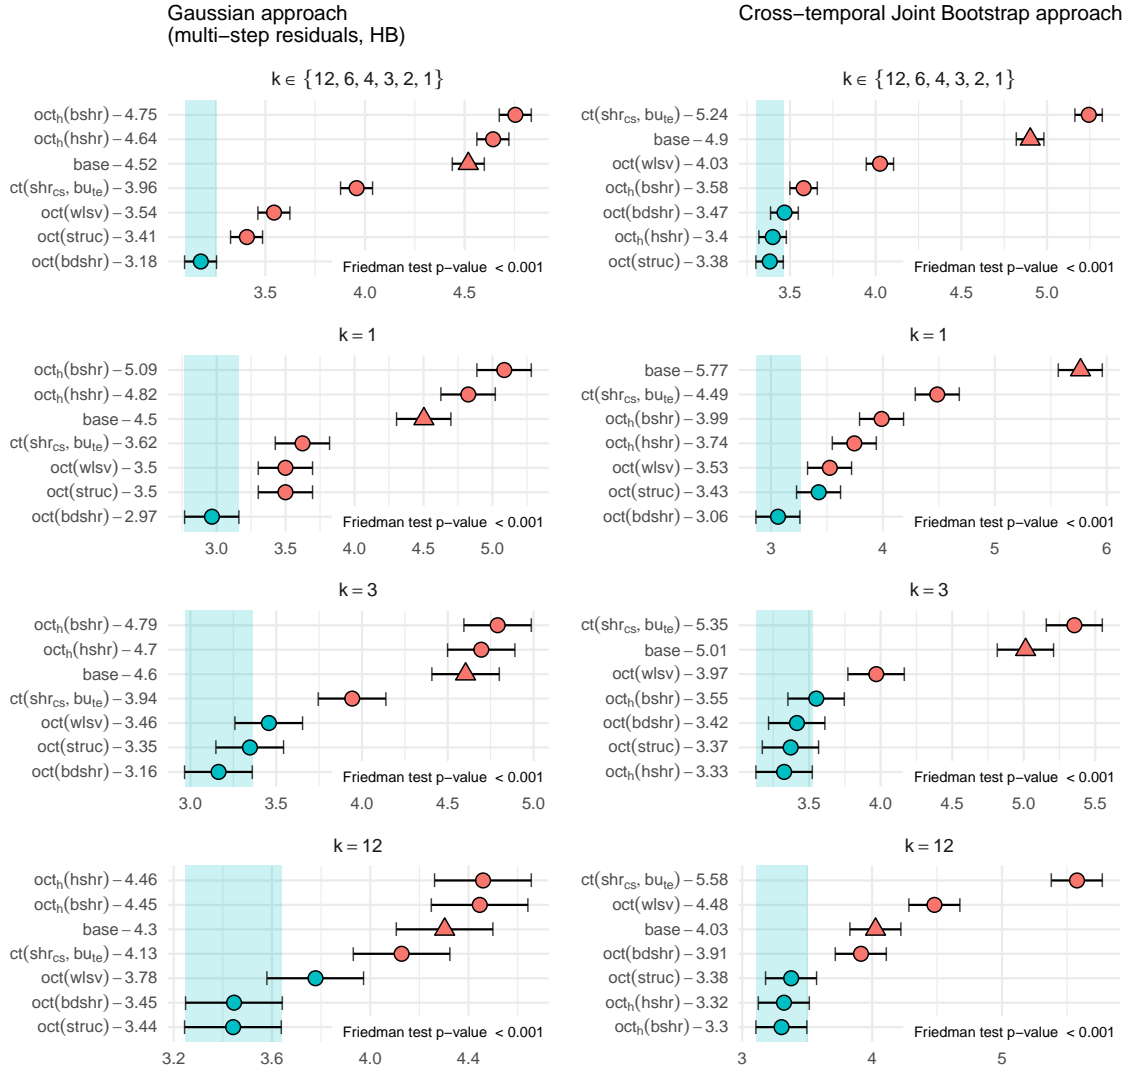 Gaussian approach
(multi−step residuals, HB)
k ∈ {12, 6, 4, 3, 2, 1}
octₕ(bshr) − 4.75
octₕ(hshr) − 4.64
base − 4.52
ct(shr_cs, bu_te) − 3.96
oct(wlsv) − 3.54
oct(struc) − 3.41
oct(bdshr) − 3.18
Friedman test p−value < 0.001
3.5 4.0 4.5
k = 1
octₕ(bshr) − 5.09
octₕ(hshr) − 4.82
base − 4.5
ct(shr_cs, bu_te) − 3.62
oct(wlsv) − 3.5
oct(struc) − 3.5
oct(bdshr) − 2.97
Friedman test p−value < 0.001
3.0 3.5 4.0 4.5 5.0
k = 3
octₕ(bshr) − 4.79
octₕ(hshr) − 4.7
base − 4.6
ct(shr_cs, bu_te) − 3.94
oct(wlsv) − 3.46
oct(struc) − 3.35
oct(bdshr) − 3.16
Friedman test p−value < 0.001
3.0 3.5 4.0 4.5 5.0
k = 12
octₕ(hshr) − 4.46
octₕ(bshr) − 4.45
base − 4.3
ct(shr_cs, bu_te) − 4.13
oct(wlsv) − 3.78
oct(bdshr) − 3.45
oct(struc) − 3.44
Friedman test p−value < 0.001
3.2 3.6 4.0 4.4
Cross−temporal Joint Bootstrap approach
k ∈ {12, 6, 4, 3, 2, 1}
ct(shr_cs, bu_te) − 5.24
base − 4.9
oct(wlsv) − 4.03
octₕ(bshr) − 3.58
oct(bdshr) − 3.47
octₕ(hshr) − 3.4
oct(struc) − 3.38
Friedman test p−value < 0.001
3.5 4.0 4.5 5.0
k = 1
base − 5.77
ct(shr_cs, bu_te) − 4.49
octₕ(bshr) − 3.99
octₕ(hshr) − 3.74
oct(wlsv) − 3.53
oct(struc) − 3.43
oct(bdshr) − 3.06
Friedman test p−value < 0.001
3 4 5 6
k = 3
ct(shr_cs, bu_te) − 5.35
base − 5.01
oct(wlsv) − 3.97
octₕ(bshr) − 3.55
oct(bdshr) − 3.42
oct(struc) − 3.37
octₕ(hshr) − 3.33
Friedman test p−value < 0.001
3.5 4.0 4.5 5.0 5.5
k = 12
ct(shr_cs, bu_te) − 5.58
oct(wlsv) − 4.48
base − 4.03
oct(bdshr) − 3.91
oct(struc) − 3.38
octₕ(hshr) − 3.32
octₕ(bshr) − 3.3
Friedman test p−value < 0.001
3 4 5